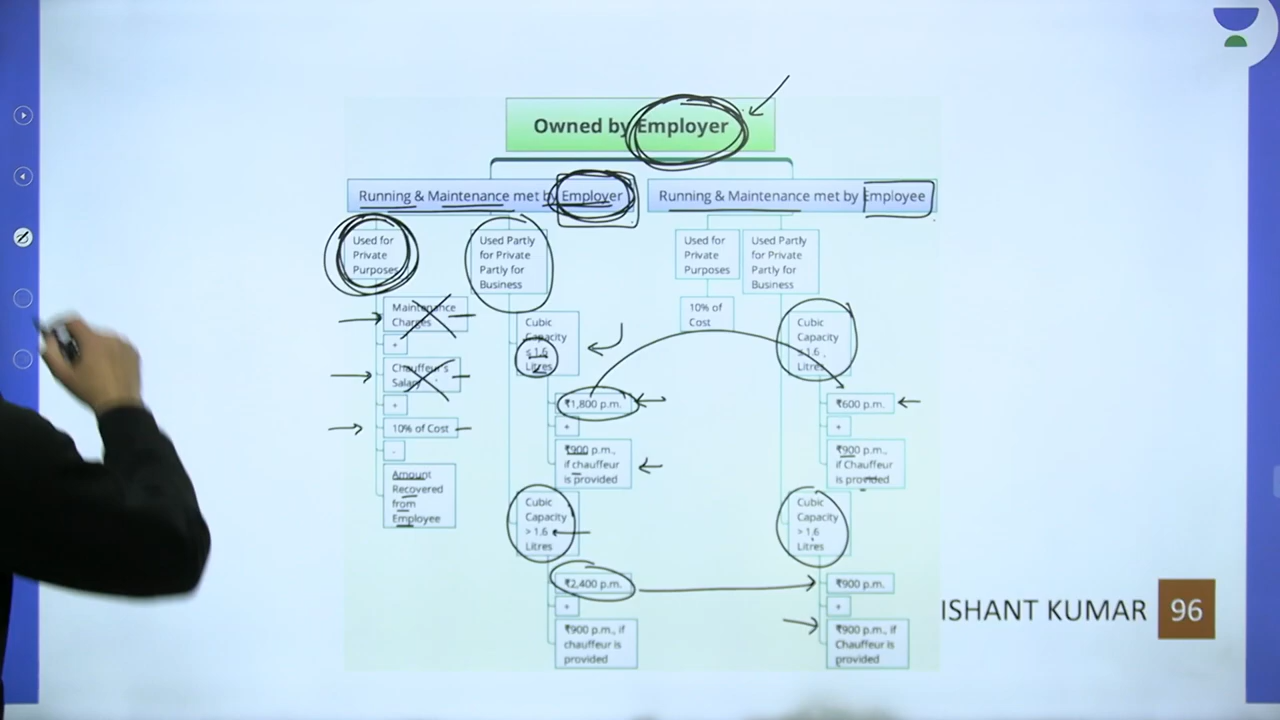 Owned by Employer
Running & Maintenance met by Employer
Running & Maintenance met by Employee
Used for
Private
Purposes
Used Partly
for Private
Partly for
Business
Used for
Private
Purposes
Used Partly
for Private
Partly for
Business
Maintenance
Charges
+
Chauffeur's
Salary
+
10% of Cost
-
Amount
Recovered
from
Employee
Cubic
Capacity
≤ 1.6
Litres
₹1,800 p.m.
+
₹900 p.m.,
if chauffeur
is provided
Cubic
Capacity
> 1.6
Litres
₹2,400 p.m.
+
₹900 p.m., if
chauffeur is
provided
10% of
Cost
Cubic
Capacity
≤ 1.6
Litres
₹600 p.m.
+
₹900 p.m.,
if Chauffeur
is provided
Cubic
Capacity
> 1.6
Litres
₹900 p.m.
+
₹900 p.m., if
Chauffeur is
provided
ISHANT KUMAR 96